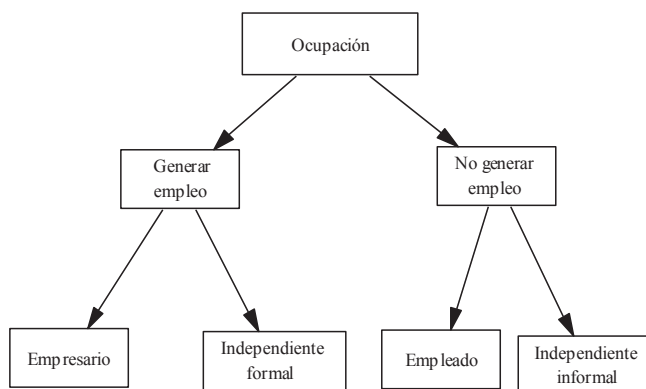 Ocupación
Generar
empleo
No generar
empleo
Empresario
Independiente
formal
Empleado
Independiente
informal